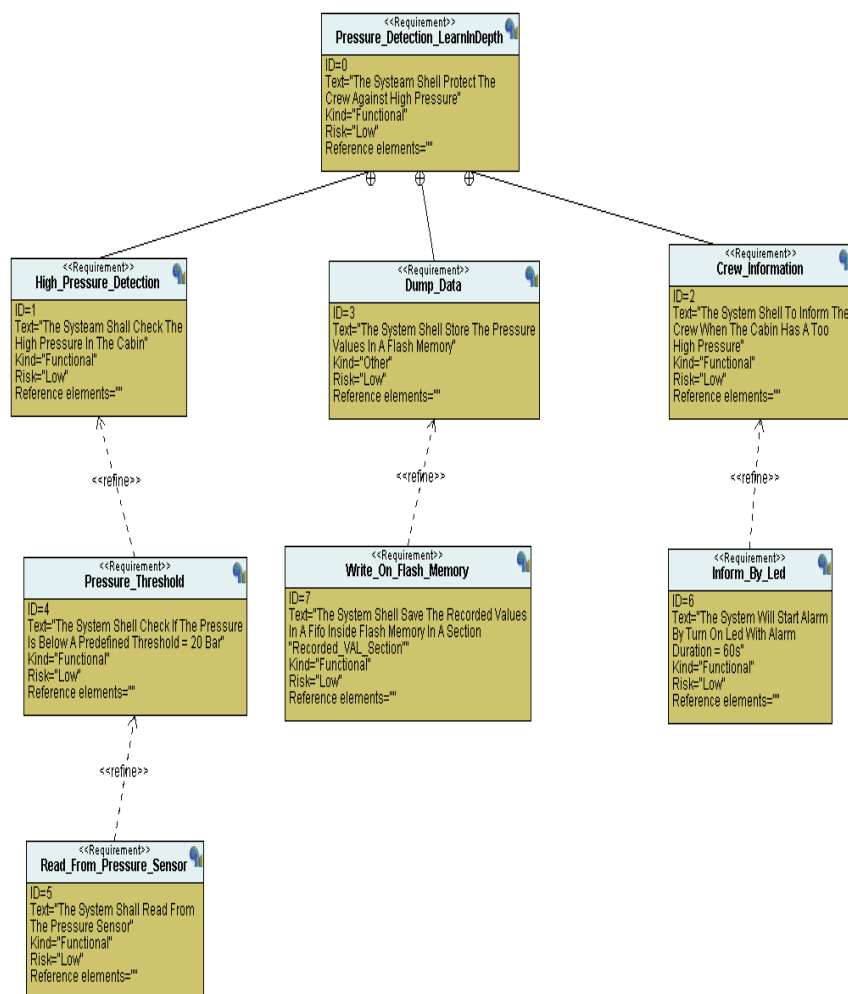 <<Requirement>>
Pressure_Detection_LearnInDepth
ID=0
Text="The Systeam Shell Protect The
Crew Against High Pressure"
Kind="Functional"
Risk="Low"
Reference elements=""
<<Requirement>>
High_Pressure_Detection
ID=1
Text="The Systeam Shall Check The
High Pressure In The Cabin"
Kind="Functional"
Risk="Low"
Reference elements=""
<<Requirement>>
Dump_Data
ID=3
Text="The System Shell Store The Pressure
Values In A Flash Memory"
Kind="Other"
Risk="Low"
Reference elements=""
<<Requirement>>
Crew_Information
ID=2
Text="The System Shell To Inform The
Crew When The Cabin Has A Too
High Pressure"
Kind="Functional"
Risk="Low"
Reference elements=""
<<refine>>
<<refine>>
<<refine>>
<<Requirement>>
Pressure_Threshold
ID=4
Text="The System Shell Check If The Pressure
Is Below A Predefined Threshold = 20 Bar"
Kind="Functional"
Risk="Low"
Reference elements=""
<<Requirement>>
Write_On_Flash_Memory
ID=7
Text="The System Shell Save The Recorded Values
In A Fifo Inside Flash Memory In A Section
"Recorded_VAL_Section""
Kind="Functional"
Risk="Low"
Reference elements=""
<<Requirement>>
Inform_By_Led
ID=6
Text="The System Will Start Alarm
By Turn On Led With Alarm
Duration = 60s"
Kind="Functional"
Risk="Low"
Reference elements=""
<<refine>>
<<Requirement>>
Read_From_Pressure_Sensor
ID=5
Text="The System Shall Read From
The Pressure Sensor"
Kind="Functional"
Risk="Low"
Reference elements=""